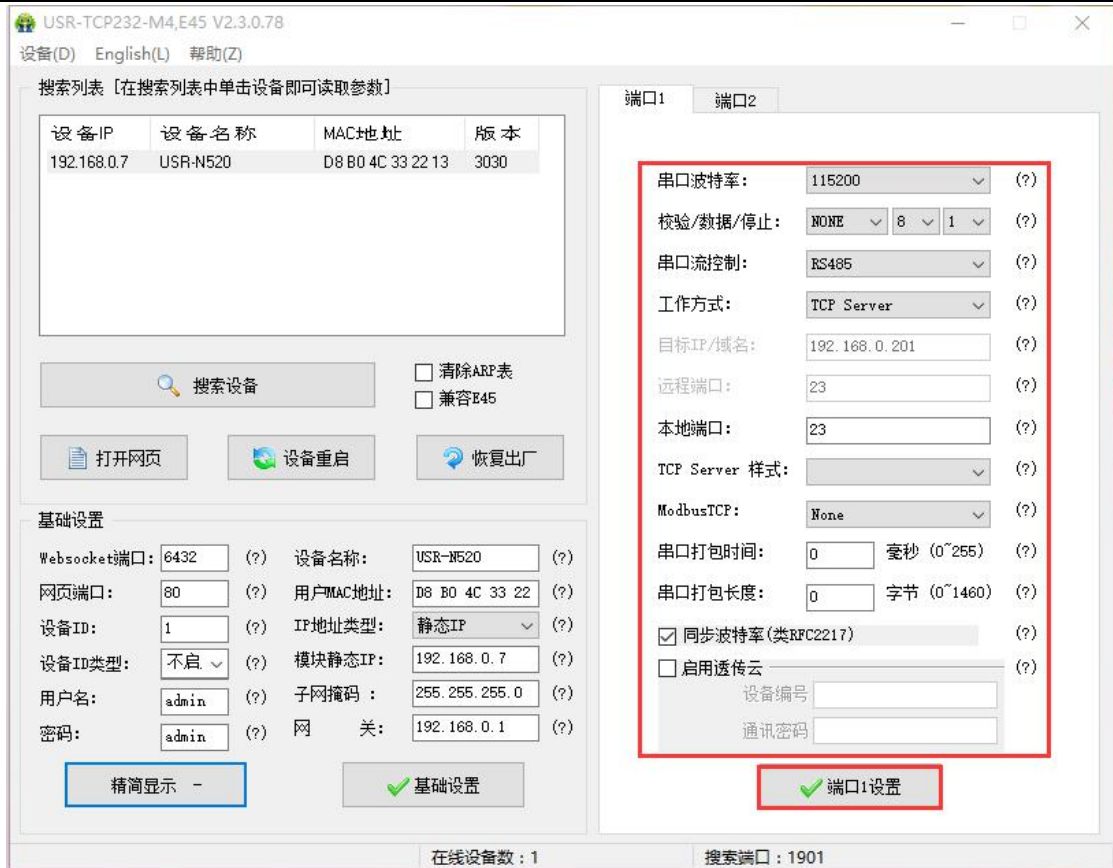 USR-TCP232-M4,E45 V2.3.0.78
设备(D) English(L) 帮助(Z)
搜索列表 [在搜索列表中单击设备即可读取参数]
设备IP 设备名称 MAC地址 版本
192.168.0.7 USR-N520 D8 B0 4C 33 22 13 3030
搜索设备
清除ARP表
兼容E45
打开网页 设备重启 恢复出厂
基础设置
Websocket端口: 6432 (?) 设备名称: USR-N520 (?)
网页端口: 80 (?) 用户MAC地址: D8 B0 4C 33 22 (?)
设备ID: 1 (?) IP地址类型: 静态IP (?)
设备ID类型: 不启 (?) 模块静态IP: 192.168.0.7 (?)
用户名: admin (?) 子网掩码 : 255.255.255.0 (?)
密码: admin (?) 网 关: 192.168.0.1 (?)
精简显示 - 基础设置
端口1 端口2
串口波特率: 115200 (?)
校验/数据/停止: NONE 8 1 (?)
串口流控制: RS485 (?)
工作方式: TCP Server (?)
目标IP/域名: 192.168.0.201 (?)
远程端口: 23 (?)
本地端口: 23 (?)
TCP Server 样式: (?)
ModbusTCP: None (?)
串口打包时间: 0 毫秒 (0~255) (?)
串口打包长度: 0 字节 (0~1460) (?)
同步波特率(类RFC2217) (?)
启用透传云 (?)
设备编号
通讯密码
端口1设置
在线设备数:1 搜索端口:1901